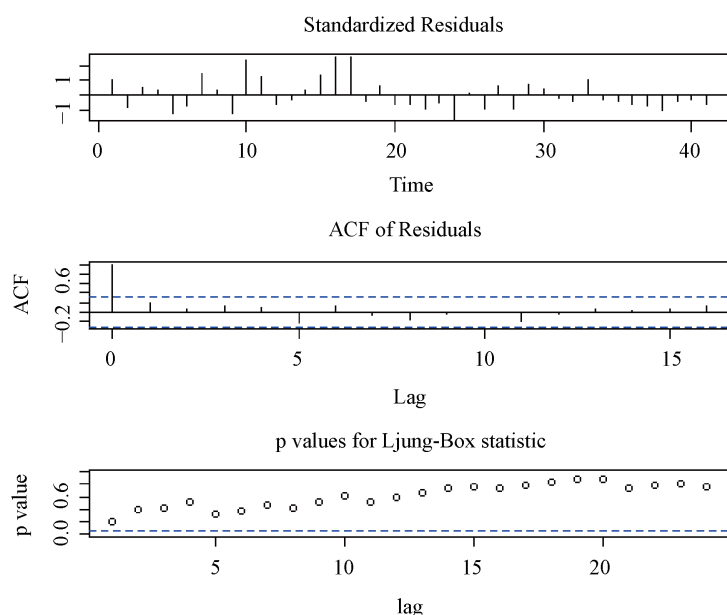 Standardized Residuals
1
−1
0 10 20 30 40
Time
ACF of Residuals
ACF
0.6
−0.2
0 5 10 15
Lag
p values for Ljung-Box statistic
p value
0.6
0.0
5 10 15 20
lag